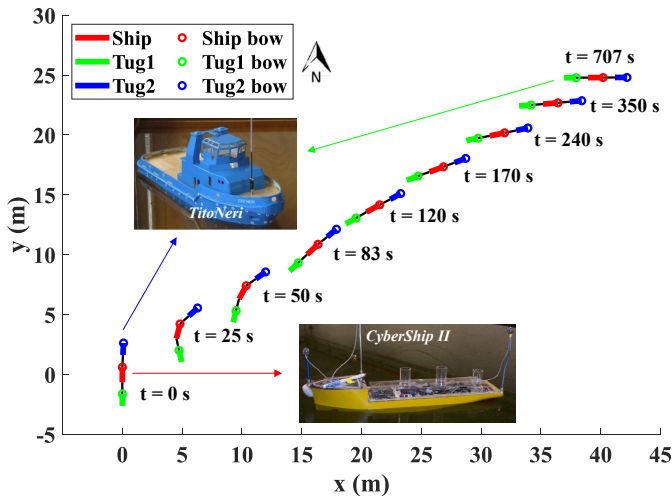 30
25
20
15
10
5
0
-5
y (m)
Ship
Ship bow
Tug1
Tug1 bow
Tug2
Tug2 bow
N
t = 707 s
t = 350 s
t = 240 s
t = 170 s
t = 120 s
t = 83 s
t = 50 s
t = 25 s
t = 0 s
TitoNeri
CyberShip II
0 5 10 15 20 25 30 35 40 45
x (m)